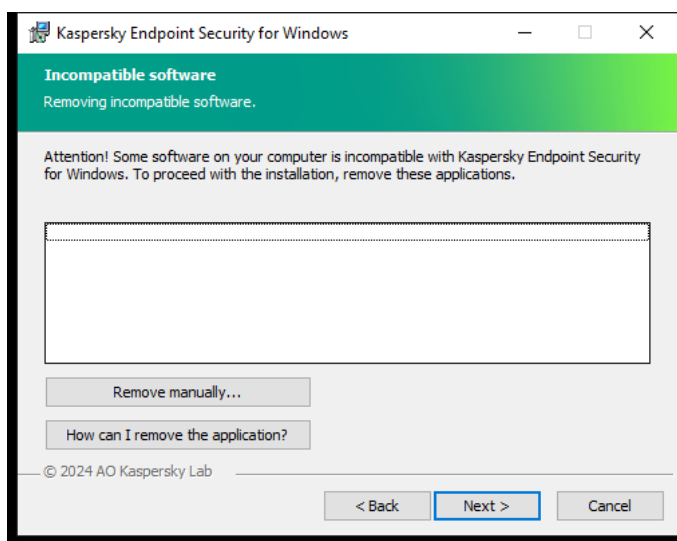 Kaspersky Endpoint Security for Windows
Incompatible software
Removing incompatible software.
Attention! Some software on your computer is incompatible with Kaspersky Endpoint Security
for Windows. To proceed with the installation, remove these applications.
Remove manually...
How can I remove the application?
© 2024 AO Kaspersky Lab
< Back Next > Cancel